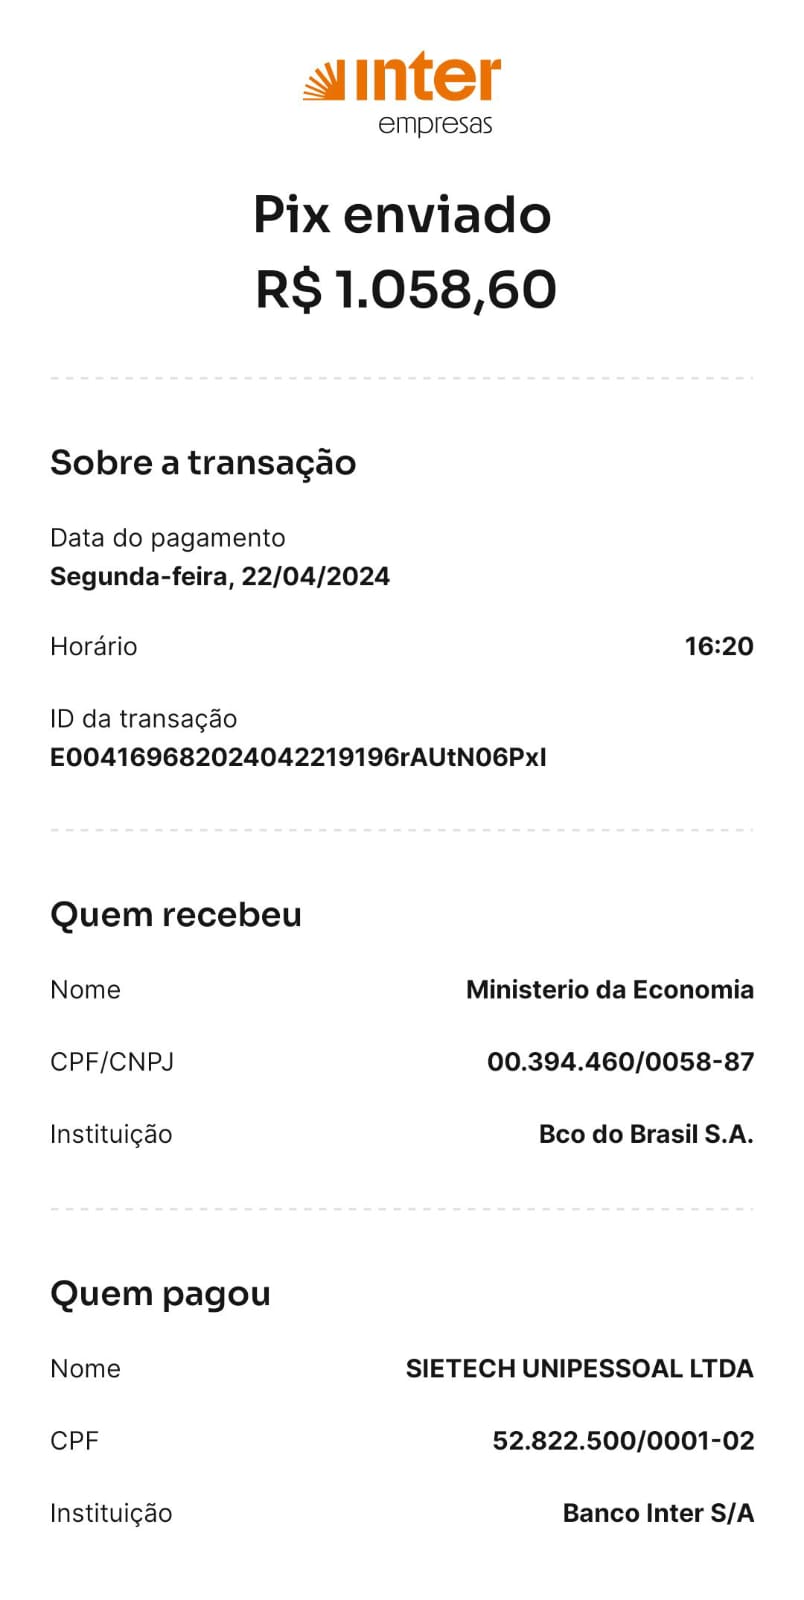 inter
empresas
Pix enviado
R$ 1.058,60
Sobre a transação
Data do pagamento
Segunda-feira, 22/04/2024
Horário 16:20
ID da transação
E00416968202404221919​6rAUtN06PxI
Quem recebeu
Nome Ministerio da Economia
CPF/CNPJ 00.394.460/0058-87
Instituição Bco do Brasil S.A.
Quem pagou
Nome SIETECH UNIPESSOAL LTDA
CPF 52.822.500/0001-02
Instituição Banco Inter S/A